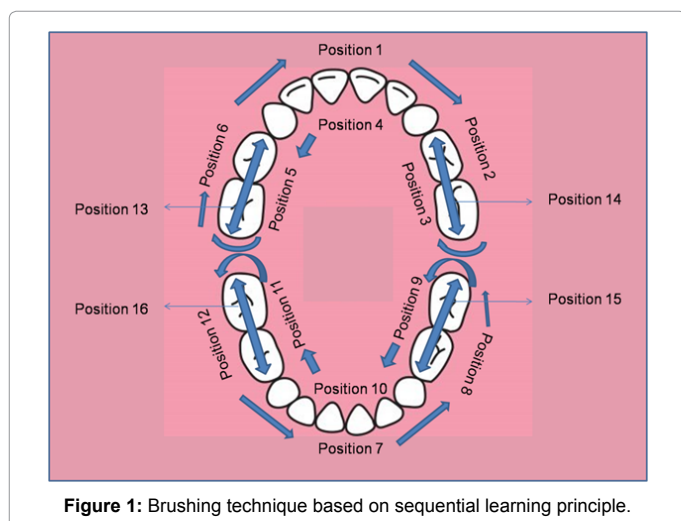 Position 1
Position 6
Position 4
Position 2
Position 5
Position 3
Position 13
Position 14
Position 16
Position 11
Position 9
Position 15
Position 12
Position 10
Position 8
Position 7
Figure 1: Brushing technique based on sequential learning principle.